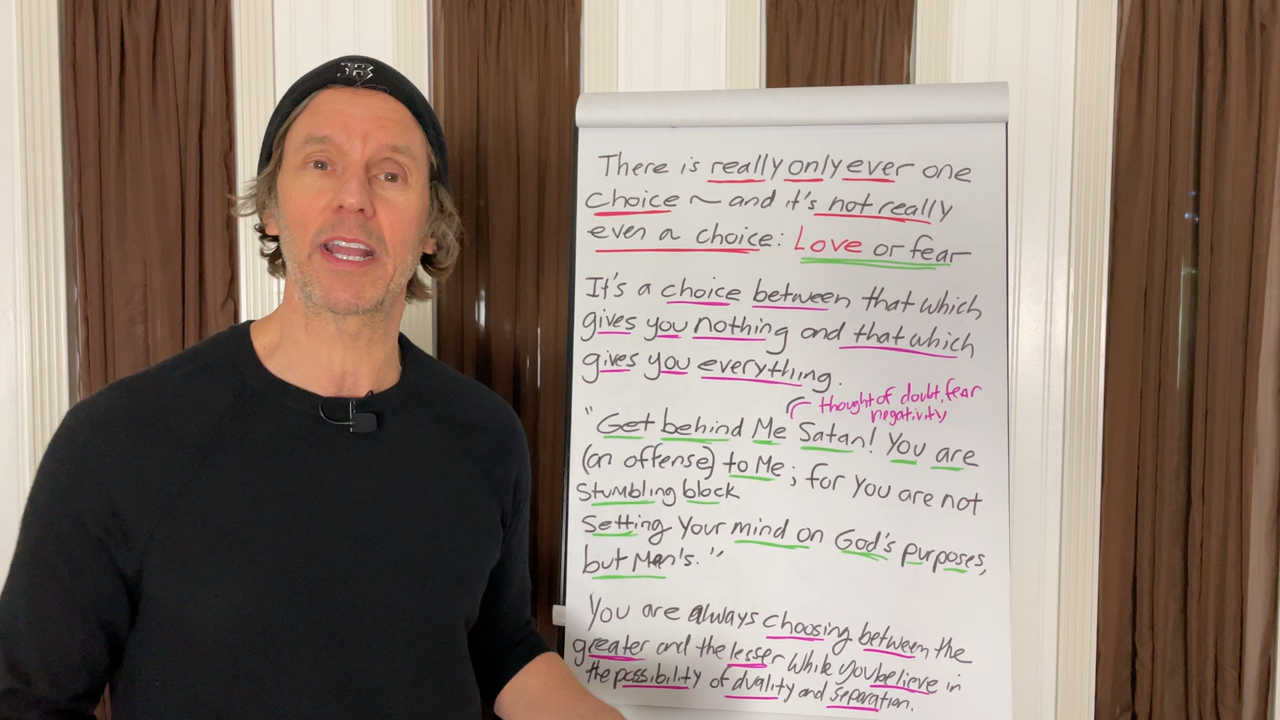 There is really only ever one
Choice ~ and it's not really
even a choice: Love or fear
It's a choice between that which
gives you nothing and that which
gives you everything.
thought of doubt, fear
negativity
"Get behind Me Satan! You are
(an offense) to Me; for you are not
Stumbling block
Setting your mind on God's purposes,
but Man's."
You are always choosing between the
greater and the lesser while you believe in
the possibility of duality and separation.